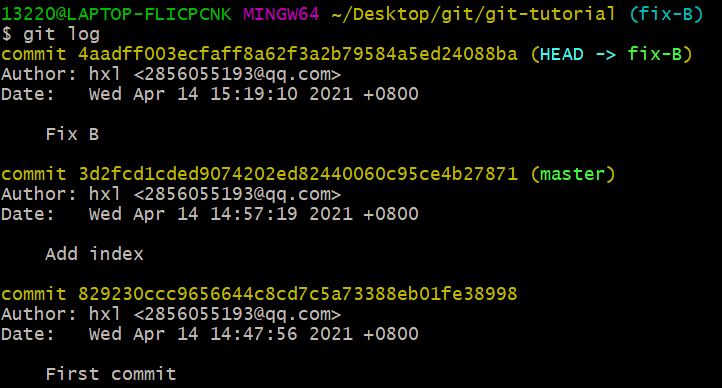 13220@LAPTOP-FLICPCNK MINGW64 ~/Desktop/git/git-tutorial (fix-B)
$ git log
commit 4aadff003ecfaff8a62f3a2b79584a5ed24088ba (HEAD -> fix-B)
Author: hxl <2856055193@qq.com>
Date:   Wed Apr 14 15:19:10 2021 +0800
    Fix B
commit 3d2fcd1cded9074202ed82440060c95ce4b27871 (master)
Author: hxl <2856055193@qq.com>
Date:   Wed Apr 14 14:57:19 2021 +0800
    Add index
commit 829230ccc9656644c8cd7c5a73388eb01fe38998
Author: hxl <2856055193@qq.com>
Date:   Wed Apr 14 14:47:56 2021 +0800
    First commit